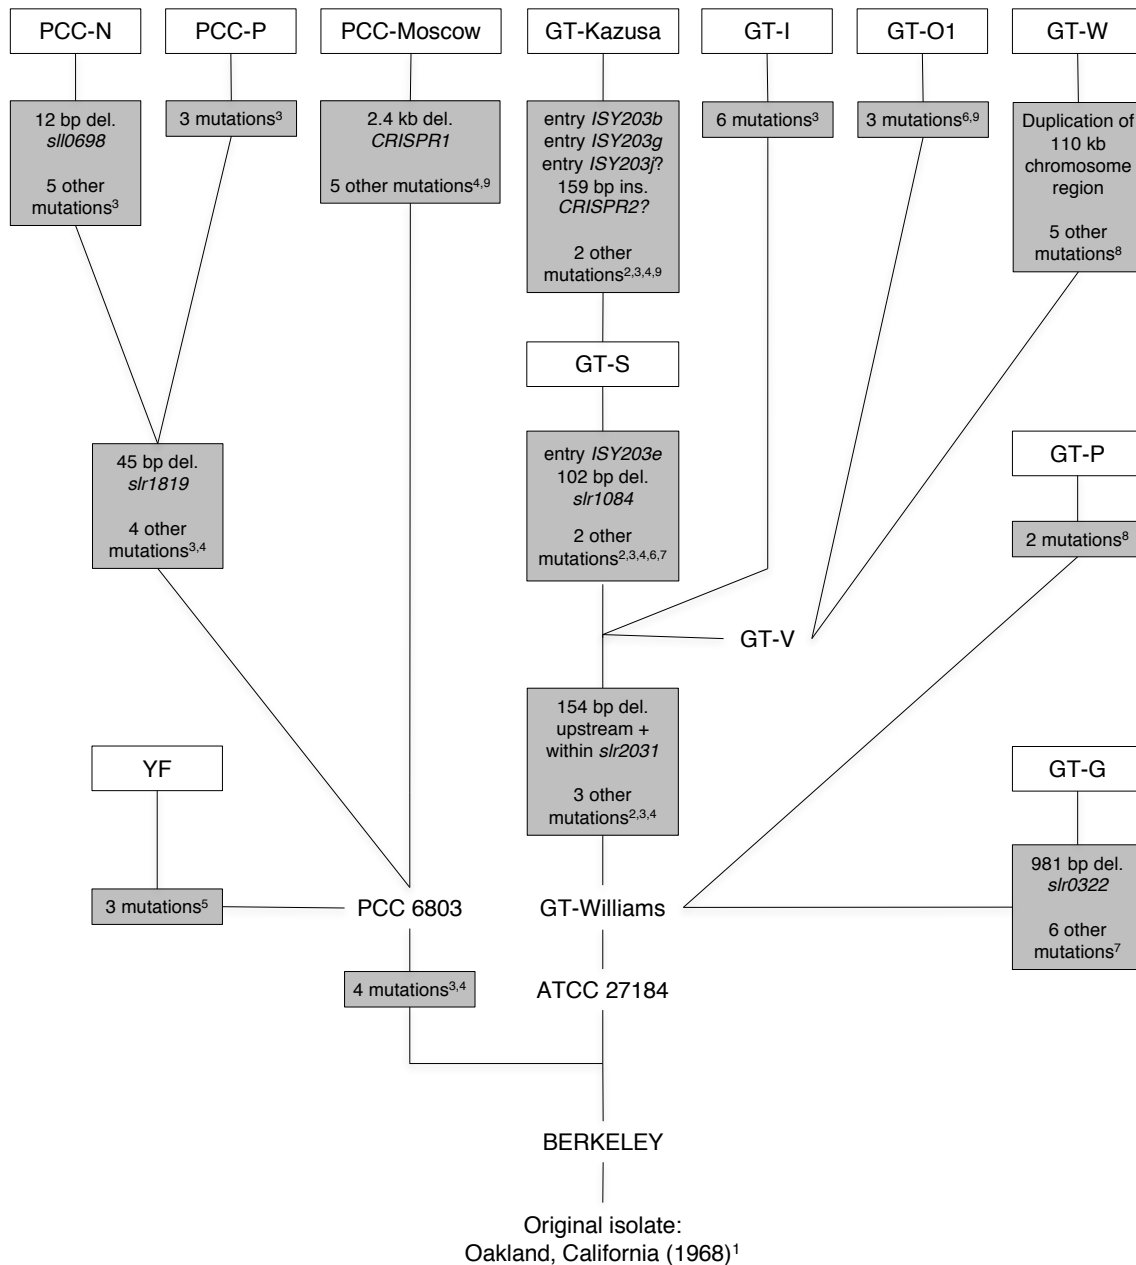 PCC-N
PCC-P
PCC-Moscow
GT-Kazusa
GT-I
GT-O1
GT-W
12 bp del.
sll0698
5 other
mutations³
3 mutations³
2.4 kb del.
CRISPR1
5 other mutations⁴,⁹
entry ISY203b
entry ISY203g
entry ISY203j?
159 bp ins.
CRISPR2?
2 other
mutations²,³,⁴,⁹
6 mutations³
3 mutations⁶,⁹
Duplication of
110 kb
chromosome
region
5 other
mutations⁸
GT-S
45 bp del.
slr1819
4 other
mutations³,⁴
entry ISY203e
102 bp del.
slr1084
2 other
mutations²,³,⁴,⁶,⁷
GT-P
2 mutations⁸
GT-V
154 bp del.
upstream +
within slr2031
3 other
mutations²,³,⁴
YF
GT-G
3 mutations⁵
PCC 6803
GT-Williams
981 bp del.
slr0322
6 other
mutations⁷
4 mutations³,⁴
ATCC 27184
BERKELEY
Original isolate:
Oakland, California (1968)¹